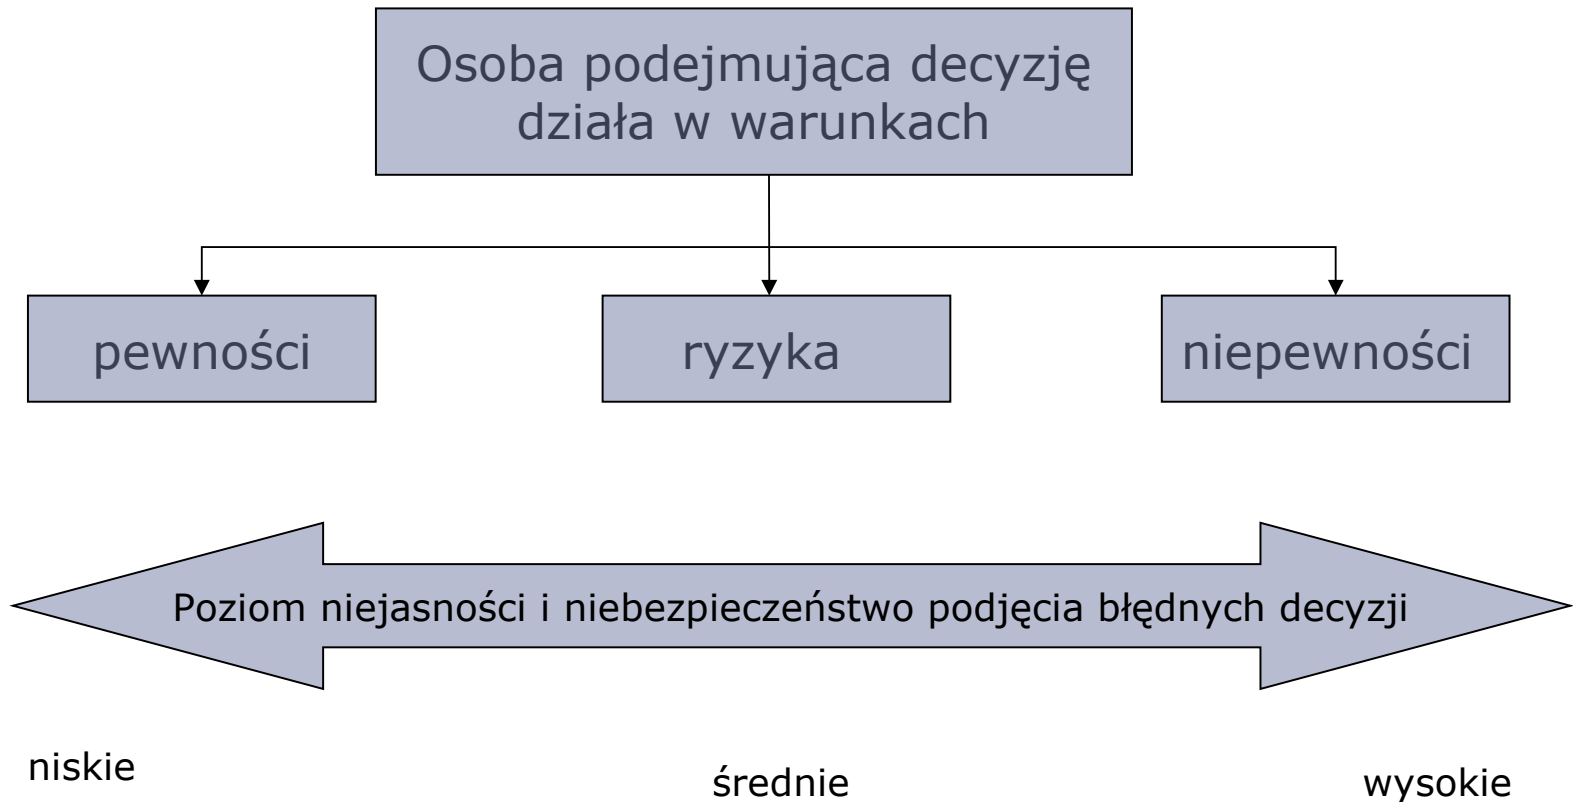 Osoba podejmująca decyzję
działa w warunkach
pewności
ryzyka
niepewności
Poziom niejasności i niebezpieczeństwo podjęcia błędnych decyzji
niskie
średnie
wysokie